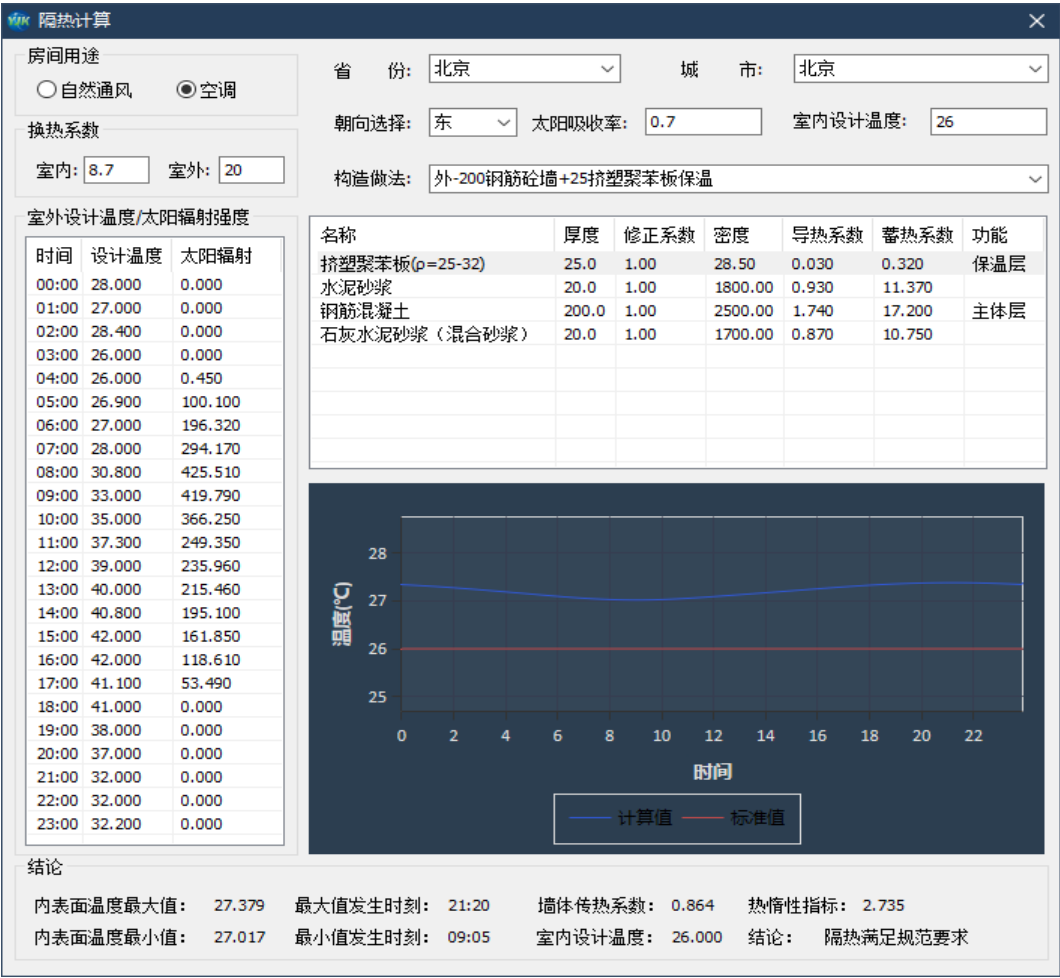 YJK 隔热计算
房间用途
自然通风 空调
换热系数
室内: 8.7 室外: 20
省 份: 北京 城 市: 北京
朝向选择: 东 太阳吸收率: 0.7 室内设计温度: 26
构造做法: 外-200钢筋砼墙+25挤塑聚苯板保温
室外设计温度/太阳辐射强度
时间 设计温度 太阳辐射
00:00 28.000 0.000
01:00 27.000 0.000
02:00 28.400 0.000
03:00 26.000 0.000
04:00 26.000 0.450
05:00 26.900 100.100
06:00 27.000 196.320
07:00 28.000 294.170
08:00 30.800 425.510
09:00 33.000 419.790
10:00 35.000 366.250
11:00 37.300 249.350
12:00 39.000 235.960
13:00 40.000 215.460
14:00 40.800 195.100
15:00 42.000 161.850
16:00 42.000 118.610
17:00 41.100 53.490
18:00 41.000 0.000
19:00 38.000 0.000
20:00 37.000 0.000
21:00 32.000 0.000
22:00 32.000 0.000
23:00 32.200 0.000
名称 厚度 修正系数 密度 导热系数 蓄热系数 功能
挤塑聚苯板(ρ=25-32) 25.0 1.00 28.50 0.030 0.320 保温层
水泥砂浆 20.0 1.00 1800.00 0.930 11.370
钢筋混凝土 200.0 1.00 2500.00 1.740 17.200 主体层
石灰水泥砂浆（混合砂浆） 20.0 1.00 1700.00 0.870 10.750
温度(℃)
28
27
26
25
0 2 4 6 8 10 12 14 16 18 20 22
时间
计算值 标准值
结论
内表面温度最大值: 27.379 最大值发生时刻: 21:20 墙体传热系数: 0.864 热惰性指标: 2.735
内表面温度最小值: 27.017 最小值发生时刻: 09:05 室内设计温度: 26.000 结论: 隔热满足规范要求